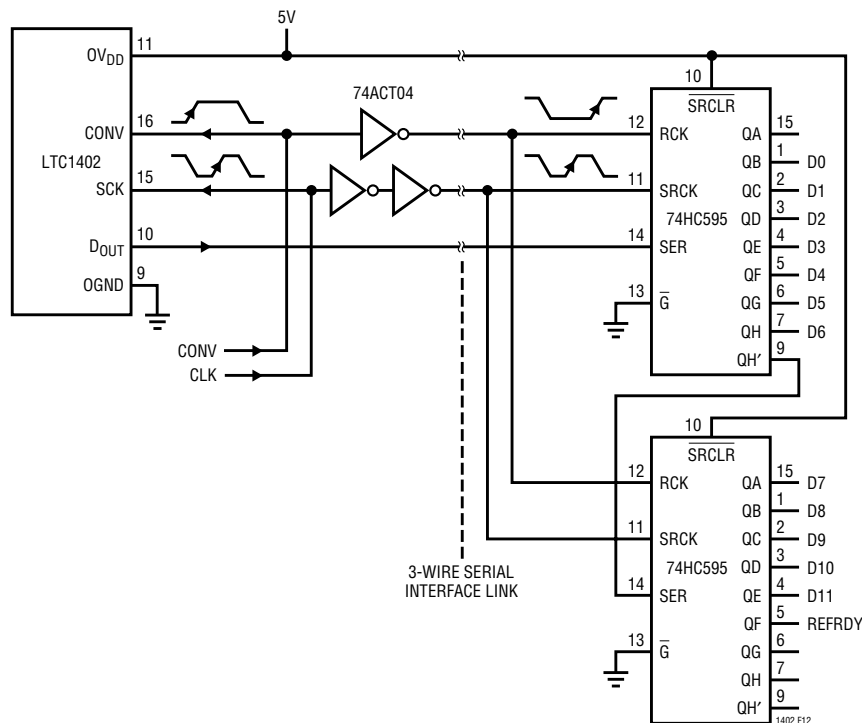 5V
LTC1402
11
OVDD
16
CONV
15
SCK
10
DOUT
9
OGND
CONV
CLK
74ACT04
3-WIRE SERIAL
INTERFACE LINK
10
SRCLR
12
RCK
11
SRCK
74HC595
14
SER
13
G
QA
15
QB
1
D0
QC
2
D1
QD
3
D2
QE
4
D3
QF
5
D4
QG
6
D5
QH
7
D6
QH′
9
10
SRCLR
12
RCK
11
SRCK
74HC595
14
SER
13
G
QA
15
D7
QB
1
D8
QC
2
D9
QD
3
D10
QE
4
D11
QF
5
REFRDY
QG
6
QH
7
QH′
9
1402 F12